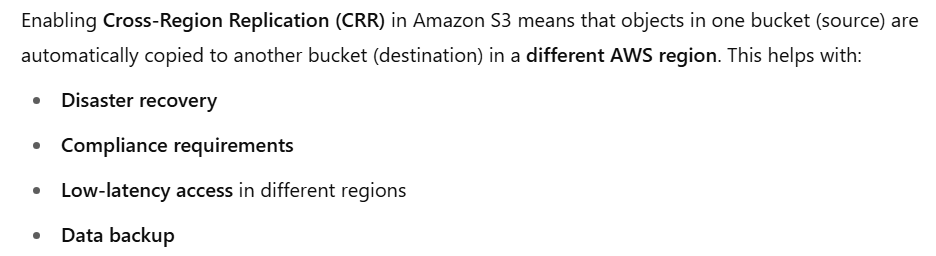 Enabling Cross-Region Replication (CRR) in Amazon S3 means that objects in one bucket (source) are
automatically copied to another bucket (destination) in a different AWS region. This helps with:
• Disaster recovery
• Compliance requirements
• Low-latency access in different regions
• Data backup